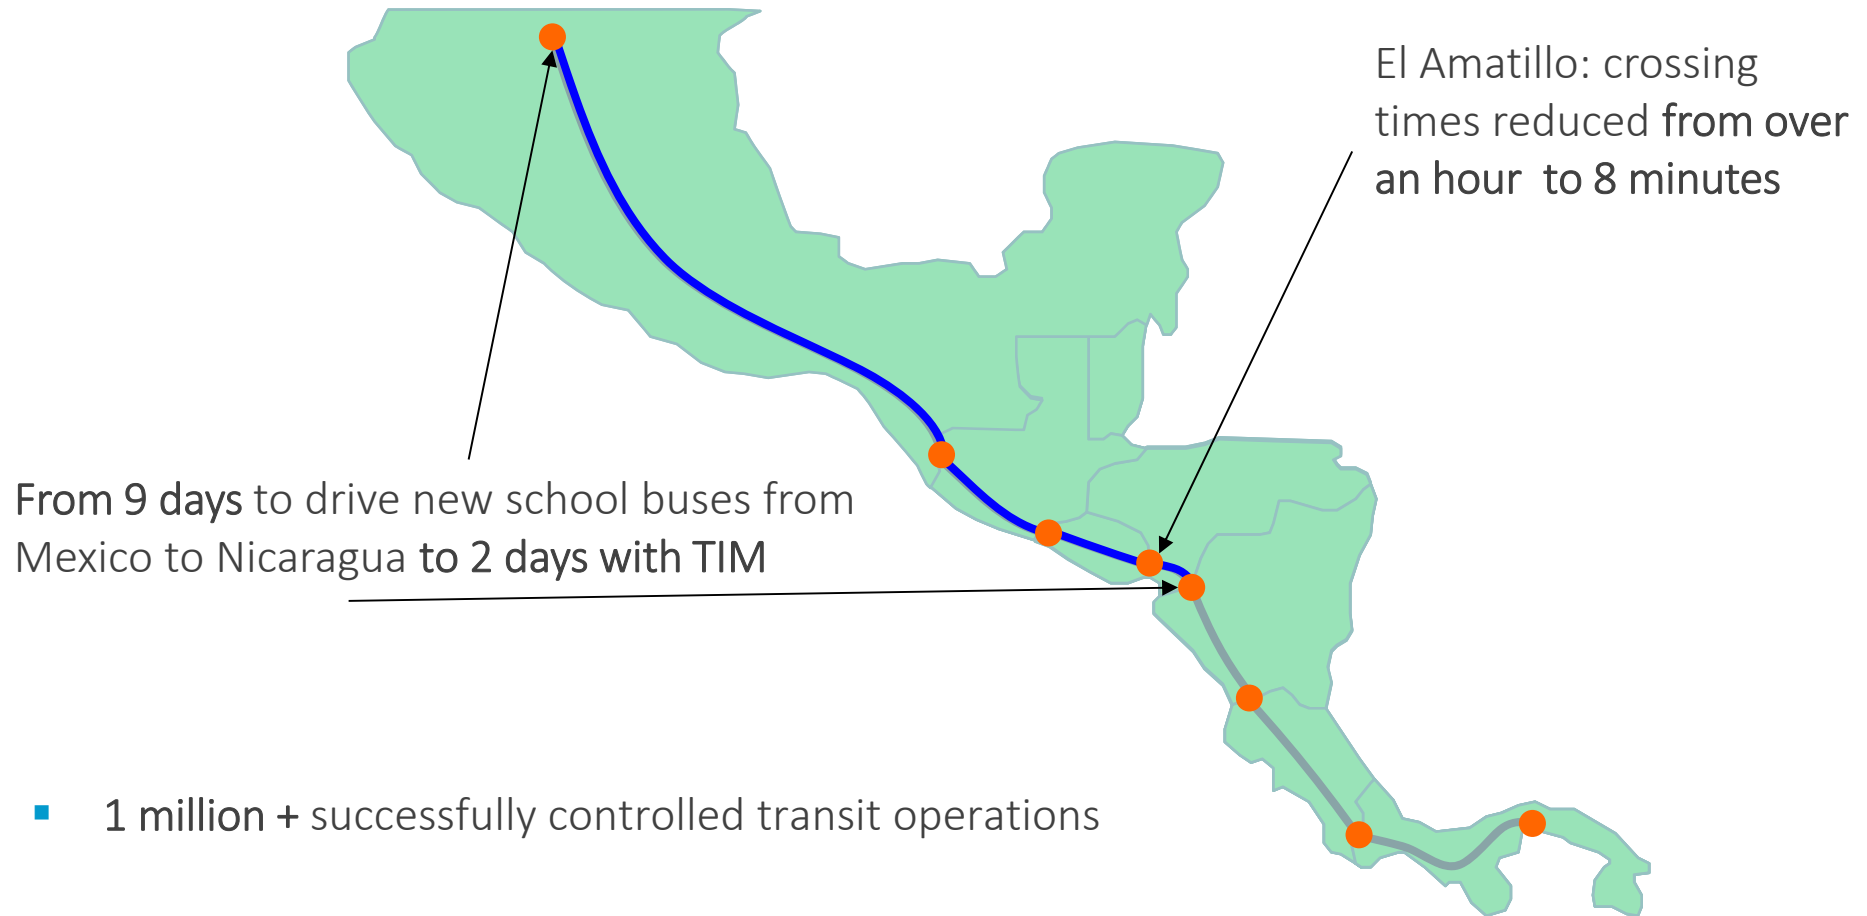 El Amatillo: crossing
times reduced from over
an hour  to 8 minutes
From 9 days to drive new school buses from
Mexico to Nicaragua to 2 days with TIM
▪ 1 million + successfully controlled transit operations